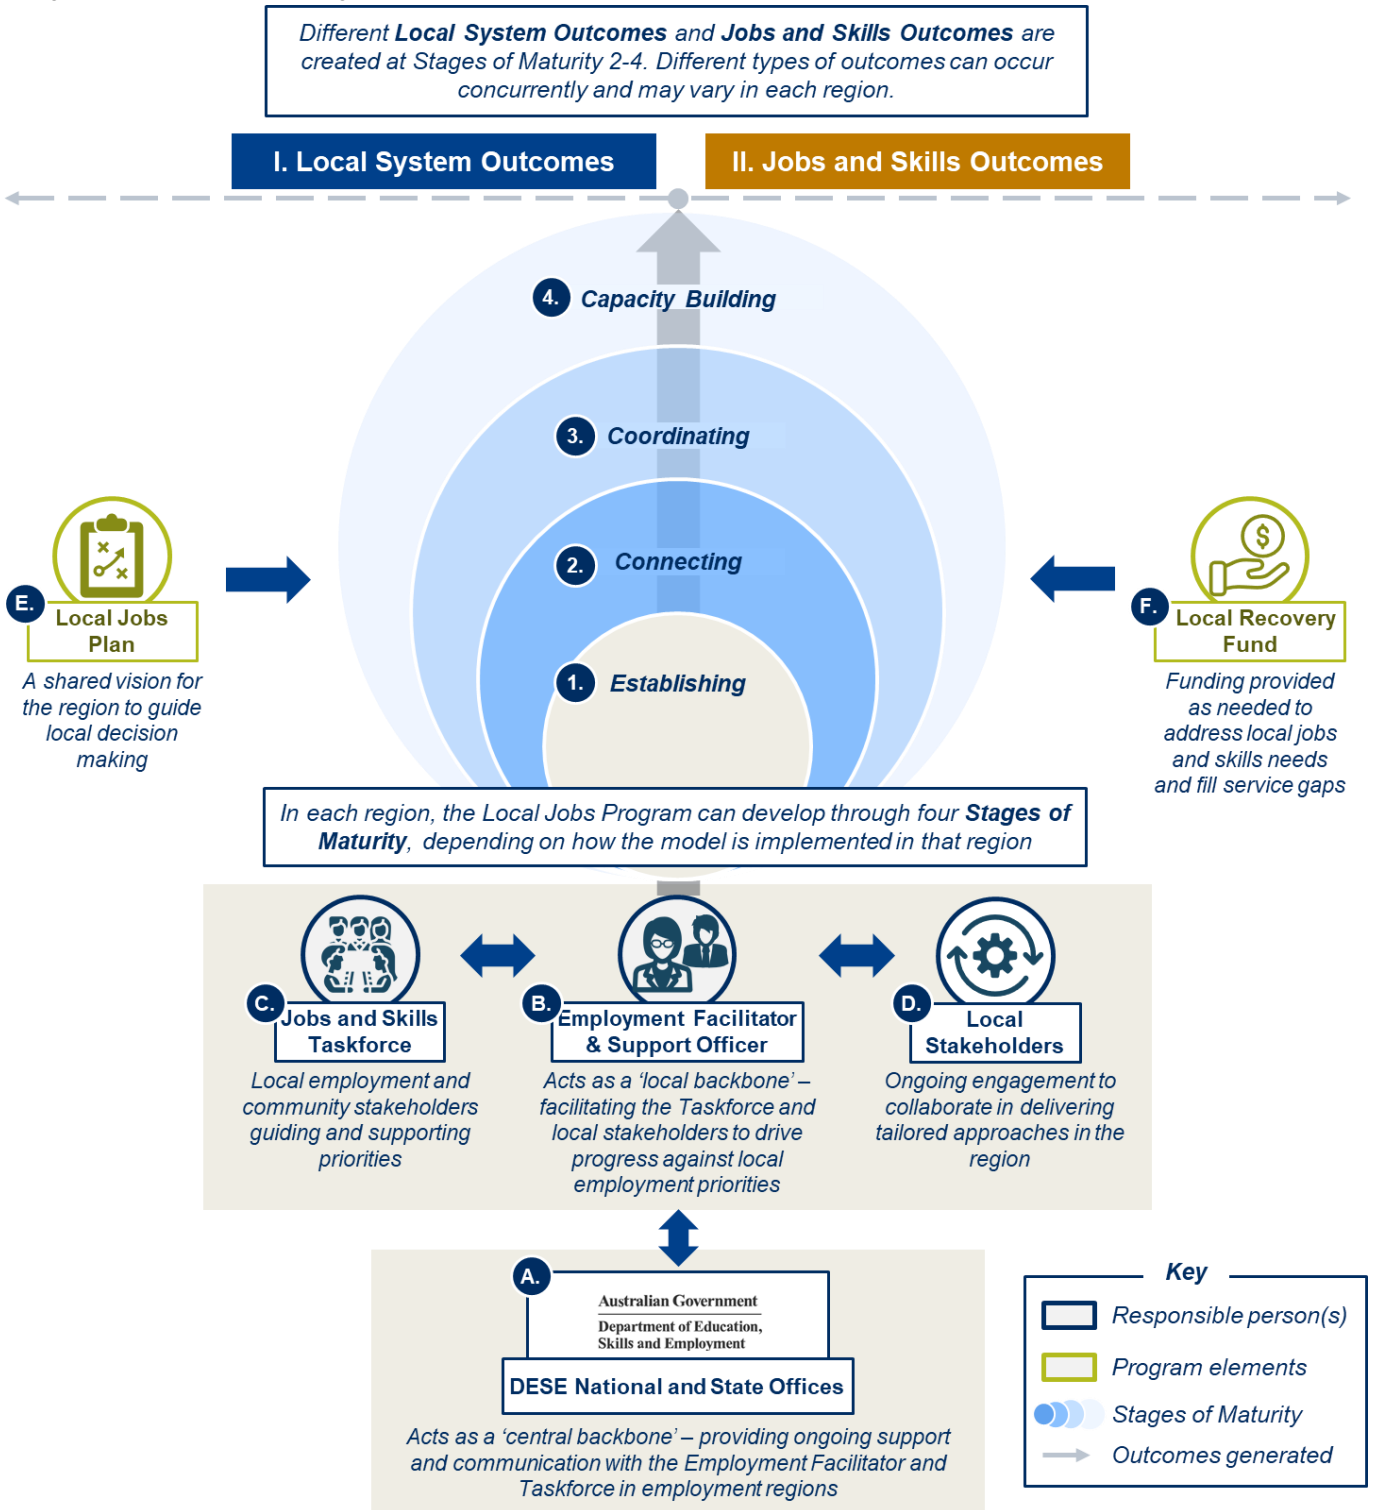 Different Local System Outcomes and Jobs and Skills Outcomes are
created at Stages of Maturity 2-4. Different types of outcomes can occur
concurrently and may vary in each region.
I. Local System Outcomes
II. Jobs and Skills Outcomes
4. Capacity Building
3. Coordinating
2. Connecting
1. Establishing
E.
Local Jobs
Plan
A shared vision for
the region to guide
local decision
making
F.
Local Recovery
Fund
Funding provided
as needed to
address local jobs
and skills needs
and fill service gaps
In each region, the Local Jobs Program can develop through four Stages of
Maturity, depending on how the model is implemented in that region
C.
Jobs and Skills
Taskforce
Local employment and
community stakeholders
guiding and supporting
priorities
B.
Employment Facilitator
& Support Officer
Acts as a ‘local backbone’ –
facilitating the Taskforce and
local stakeholders to drive
progress against local
employment priorities
D.
Local
Stakeholders
Ongoing engagement to
collaborate in delivering
tailored approaches in the
region
A.
Australian Government
Department of Education,
Skills and Employment
DESE National and State Offices
Acts as a ‘central backbone’ – providing ongoing support
and communication with the Employment Facilitator and
Taskforce in employment regions
Key
Responsible person(s)
Program elements
Stages of Maturity
Outcomes generated